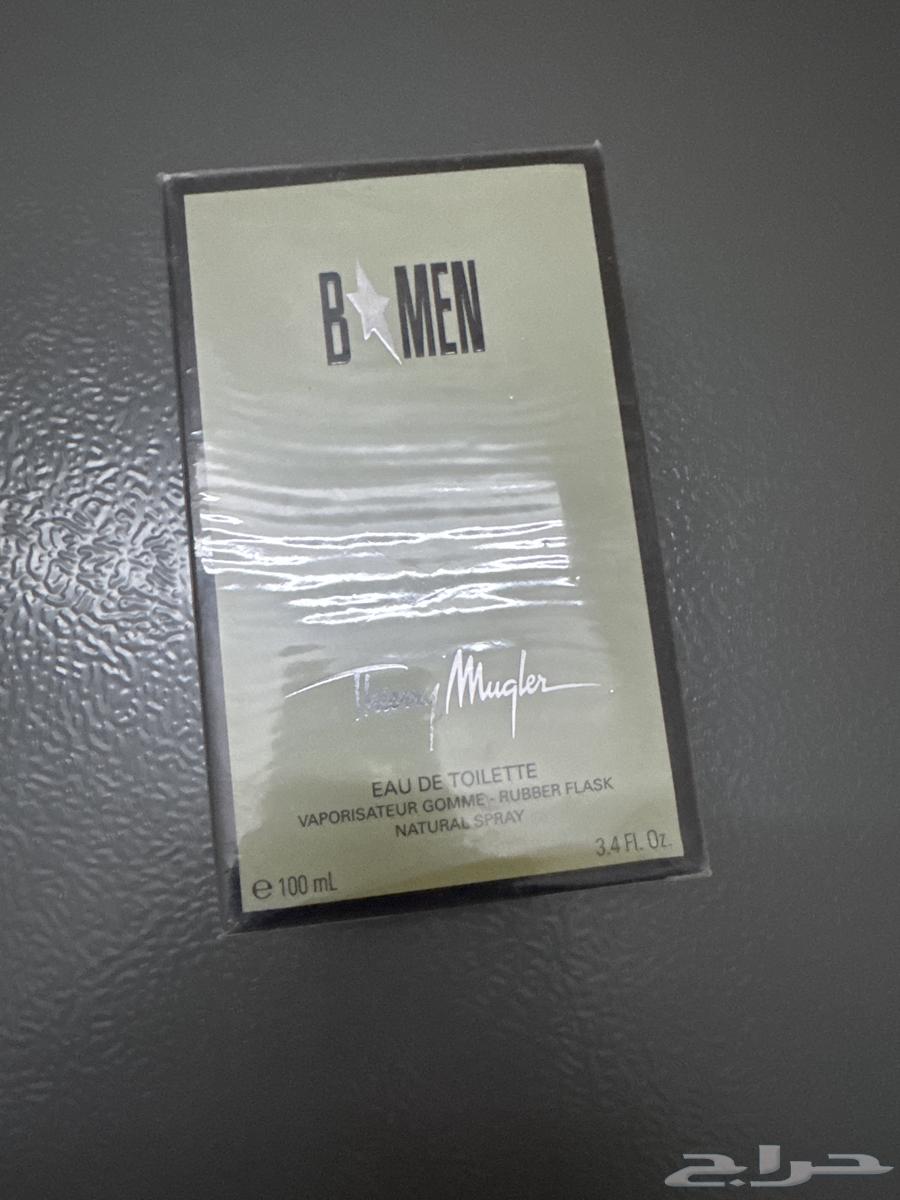 B★MEN
Thierry Mugler
EAU DE TOILETTE
VAPORISATEUR GOMME - RUBBER FLASK
NATURAL SPRAY
3.4 Fl. Oz.
℮ 100 mL
حراج